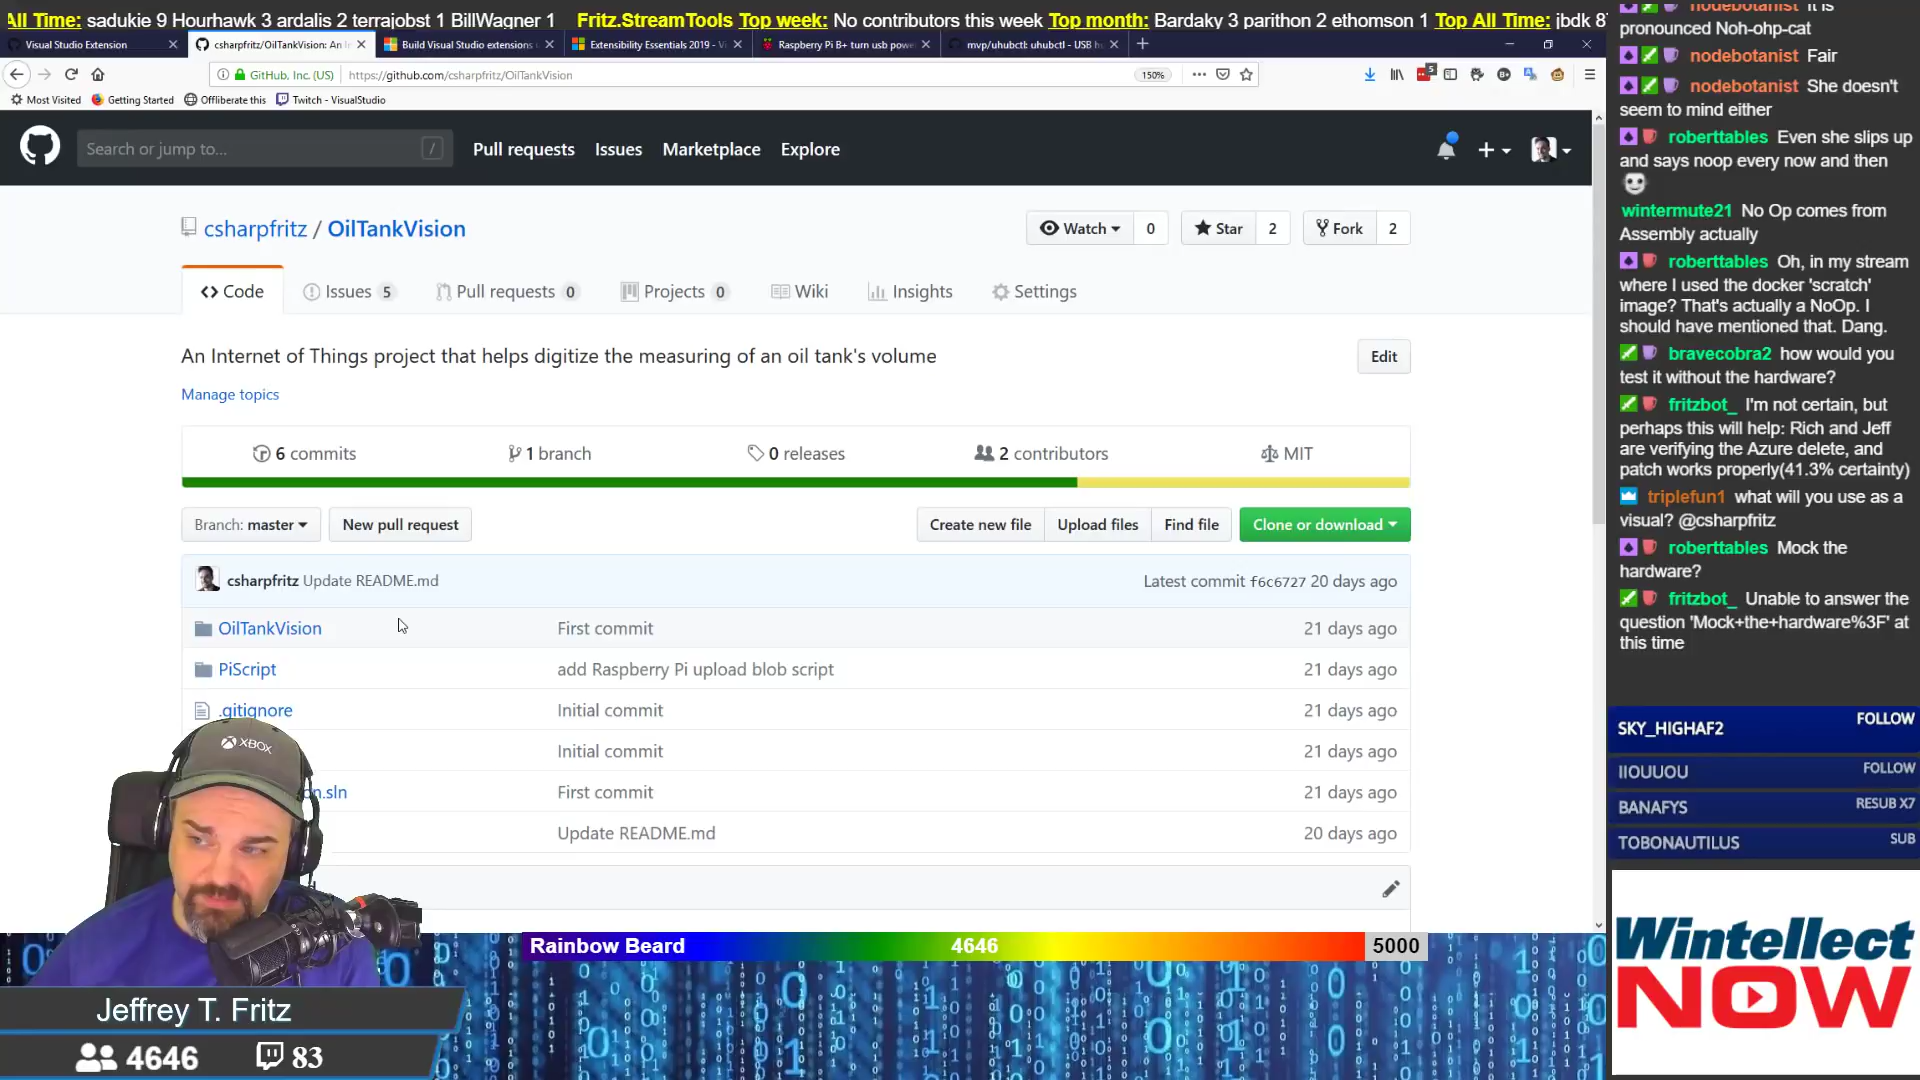 All Time: sadukie 9 Hourhawk 3 ardalis 2 terrajobst 1 BillWagner 1 Fritz.StreamTools Top week: No contributors this week Top month: Bardaky 3 parithon 2 ethomson 1 Top All Time: jbdk 8
Visual Studio Extension
csharpfritz/OilTankVision: An In
Build Visual Studio extensions
Extensibility Essentials 2019 - Vi
Raspberry Pi B+ turn usb powe
mvp/uhubctl: uhubctl - USB h
GitHub, Inc. (US)
https://github.com/csharpfritz/OilTankVision
150%
5
Most Visited
Getting Started
Offliberate this
Twitch - VisualStudio
Search or jump to...
/
Pull requests
Issues
Marketplace
Explore
csharpfritz / OilTankVision
Watch 0
Star 2
Fork 2
Code
Issues 5
Pull requests 0
Projects 0
Wiki
Insights
Settings
An Internet of Things project that helps digitize the measuring of an oil tank's volume
Edit
Manage topics
6 commits
1 branch
0 releases
2 contributors
MIT
Branch: master
New pull request
Create new file
Upload files
Find file
Clone or download
csharpfritz Update README.md
Latest commit f6c6727 20 days ago
OilTankVision First commit 21 days ago
PiScript add Raspberry Pi upload blob script 21 days ago
.gitignore Initial commit 21 days ago
Initial commit 21 days ago
on.sln First commit 21 days ago
Update README.md 20 days ago
XBOX
Rainbow Beard 4646 5000
Jeffrey T. Fritz
4646
83
nodebotanist It is
pronounced Noh-ohp-cat
nodebotanist Fair
nodebotanist She doesn't
seem to mind either
roberttables Even she slips up
and says noop every now and then
wintermute21 No Op comes from
Assembly actually
roberttables Oh, in my stream
where I used the docker 'scratch'
image? That's actually a NoOp. I
should have mentioned that. Dang.
bravecobra2 how would you
test it without the hardware?
fritzbot_ I'm not certain, but
perhaps this will help: Rich and Jeff
are verifying the Azure delete, and
patch works properly(41.3% certainty)
triplefun1 what will you use as a
visual? @csharpfritz
roberttables Mock the
hardware?
fritzbot_ Unable to answer the
question 'Mock+the+hardware%3F' at
this time
SKY_HIGHAF2 FOLLOW
IIOUUOU FOLLOW
BANAFYS RESUB X7
TOBONAUTILUS SUB
Wintellect
NOW